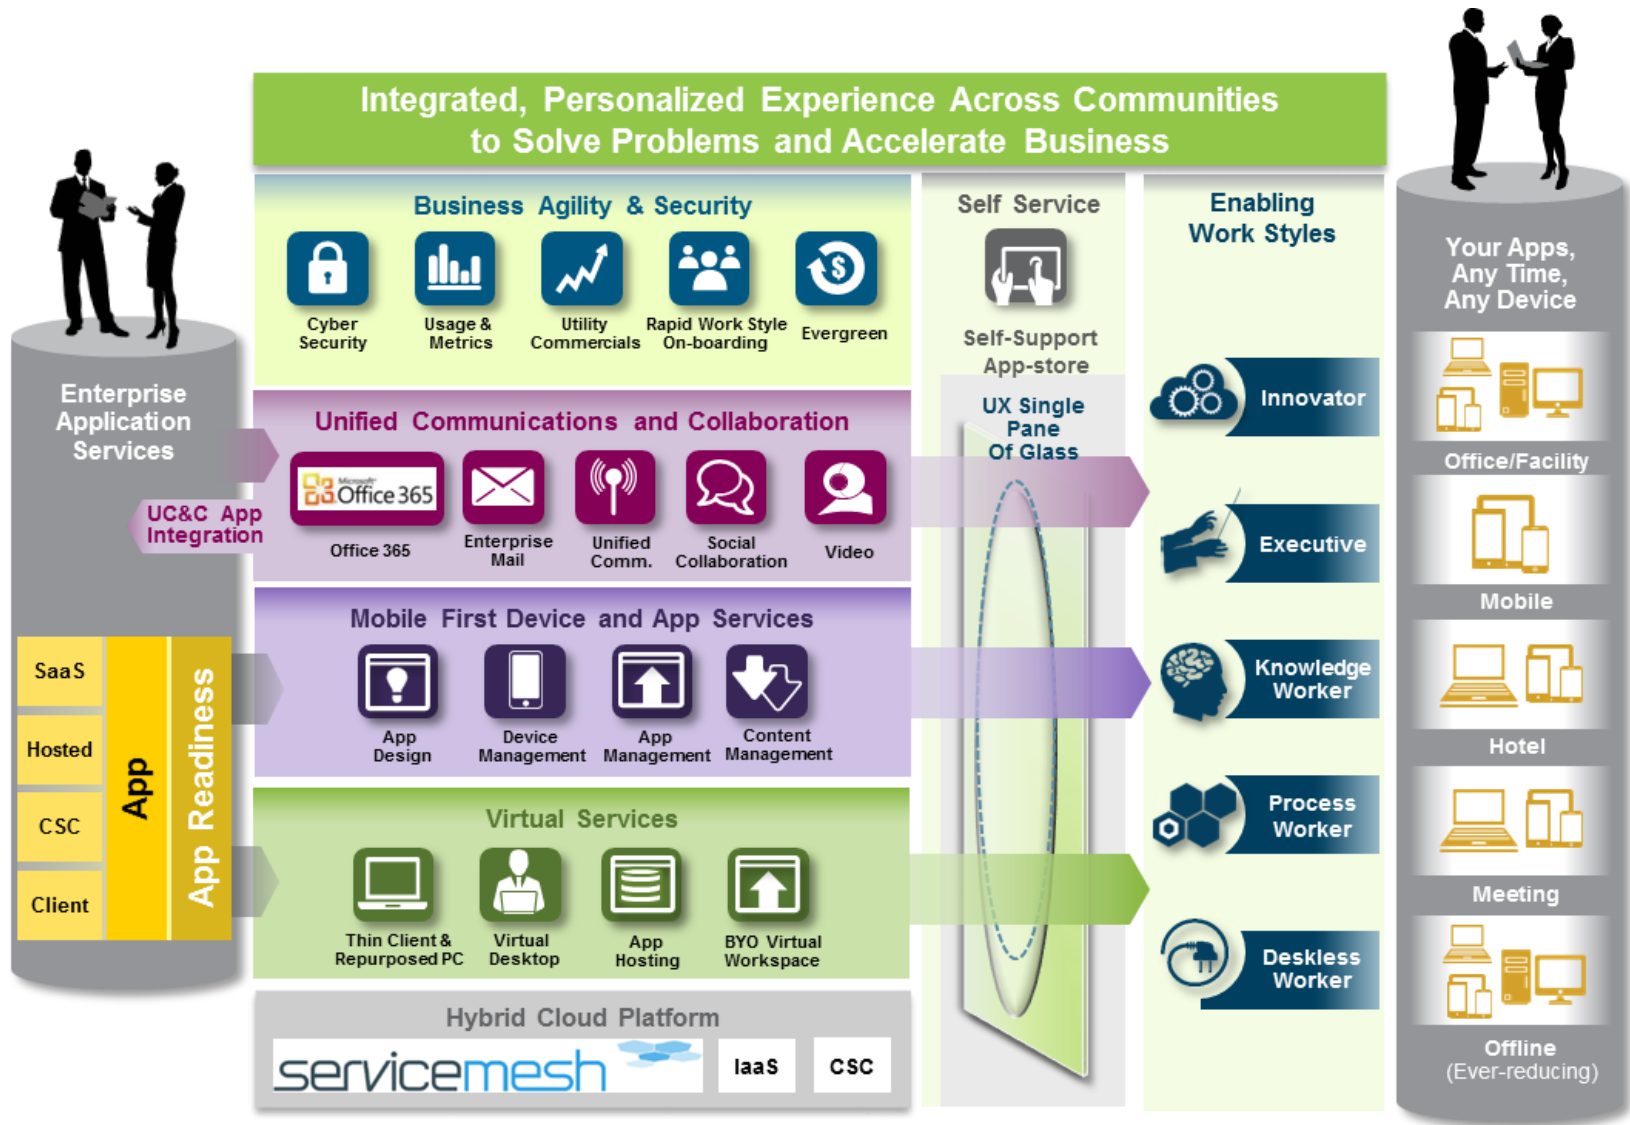 Integrated, Personalized Experience Across Communities
to Solve Problems and Accelerate Business
Enterprise
Application
Services
UC&C App
Integration
SaaS
Hosted
CSC
Client
App
App Readiness
Business Agility & Security
Cyber
Security
Usage &
Metrics
Utility
Commercials
Rapid Work Style
On-boarding
Evergreen
Unified Communications and Collaboration
Microsoft
Office 365
Office 365
Enterprise
Mail
Unified
Comm.
Social
Collaboration
Video
Mobile First Device and App Services
App
Design
Device
Management
App
Management
Content
Management
Virtual Services
Thin Client &
Repurposed PC
Virtual
Desktop
App
Hosting
BYO Virtual
Workspace
Hybrid Cloud Platform
servicemesh
IaaS
CSC
Self Service
Self-Support
App-store
UX Single
Pane
Of Glass
Enabling
Work Styles
Innovator
Executive
Knowledge
Worker
Process
Worker
Deskless
Worker
Your Apps,
Any Time,
Any Device
Office/Facility
Mobile
Hotel
Meeting
Offline
(Ever-reducing)